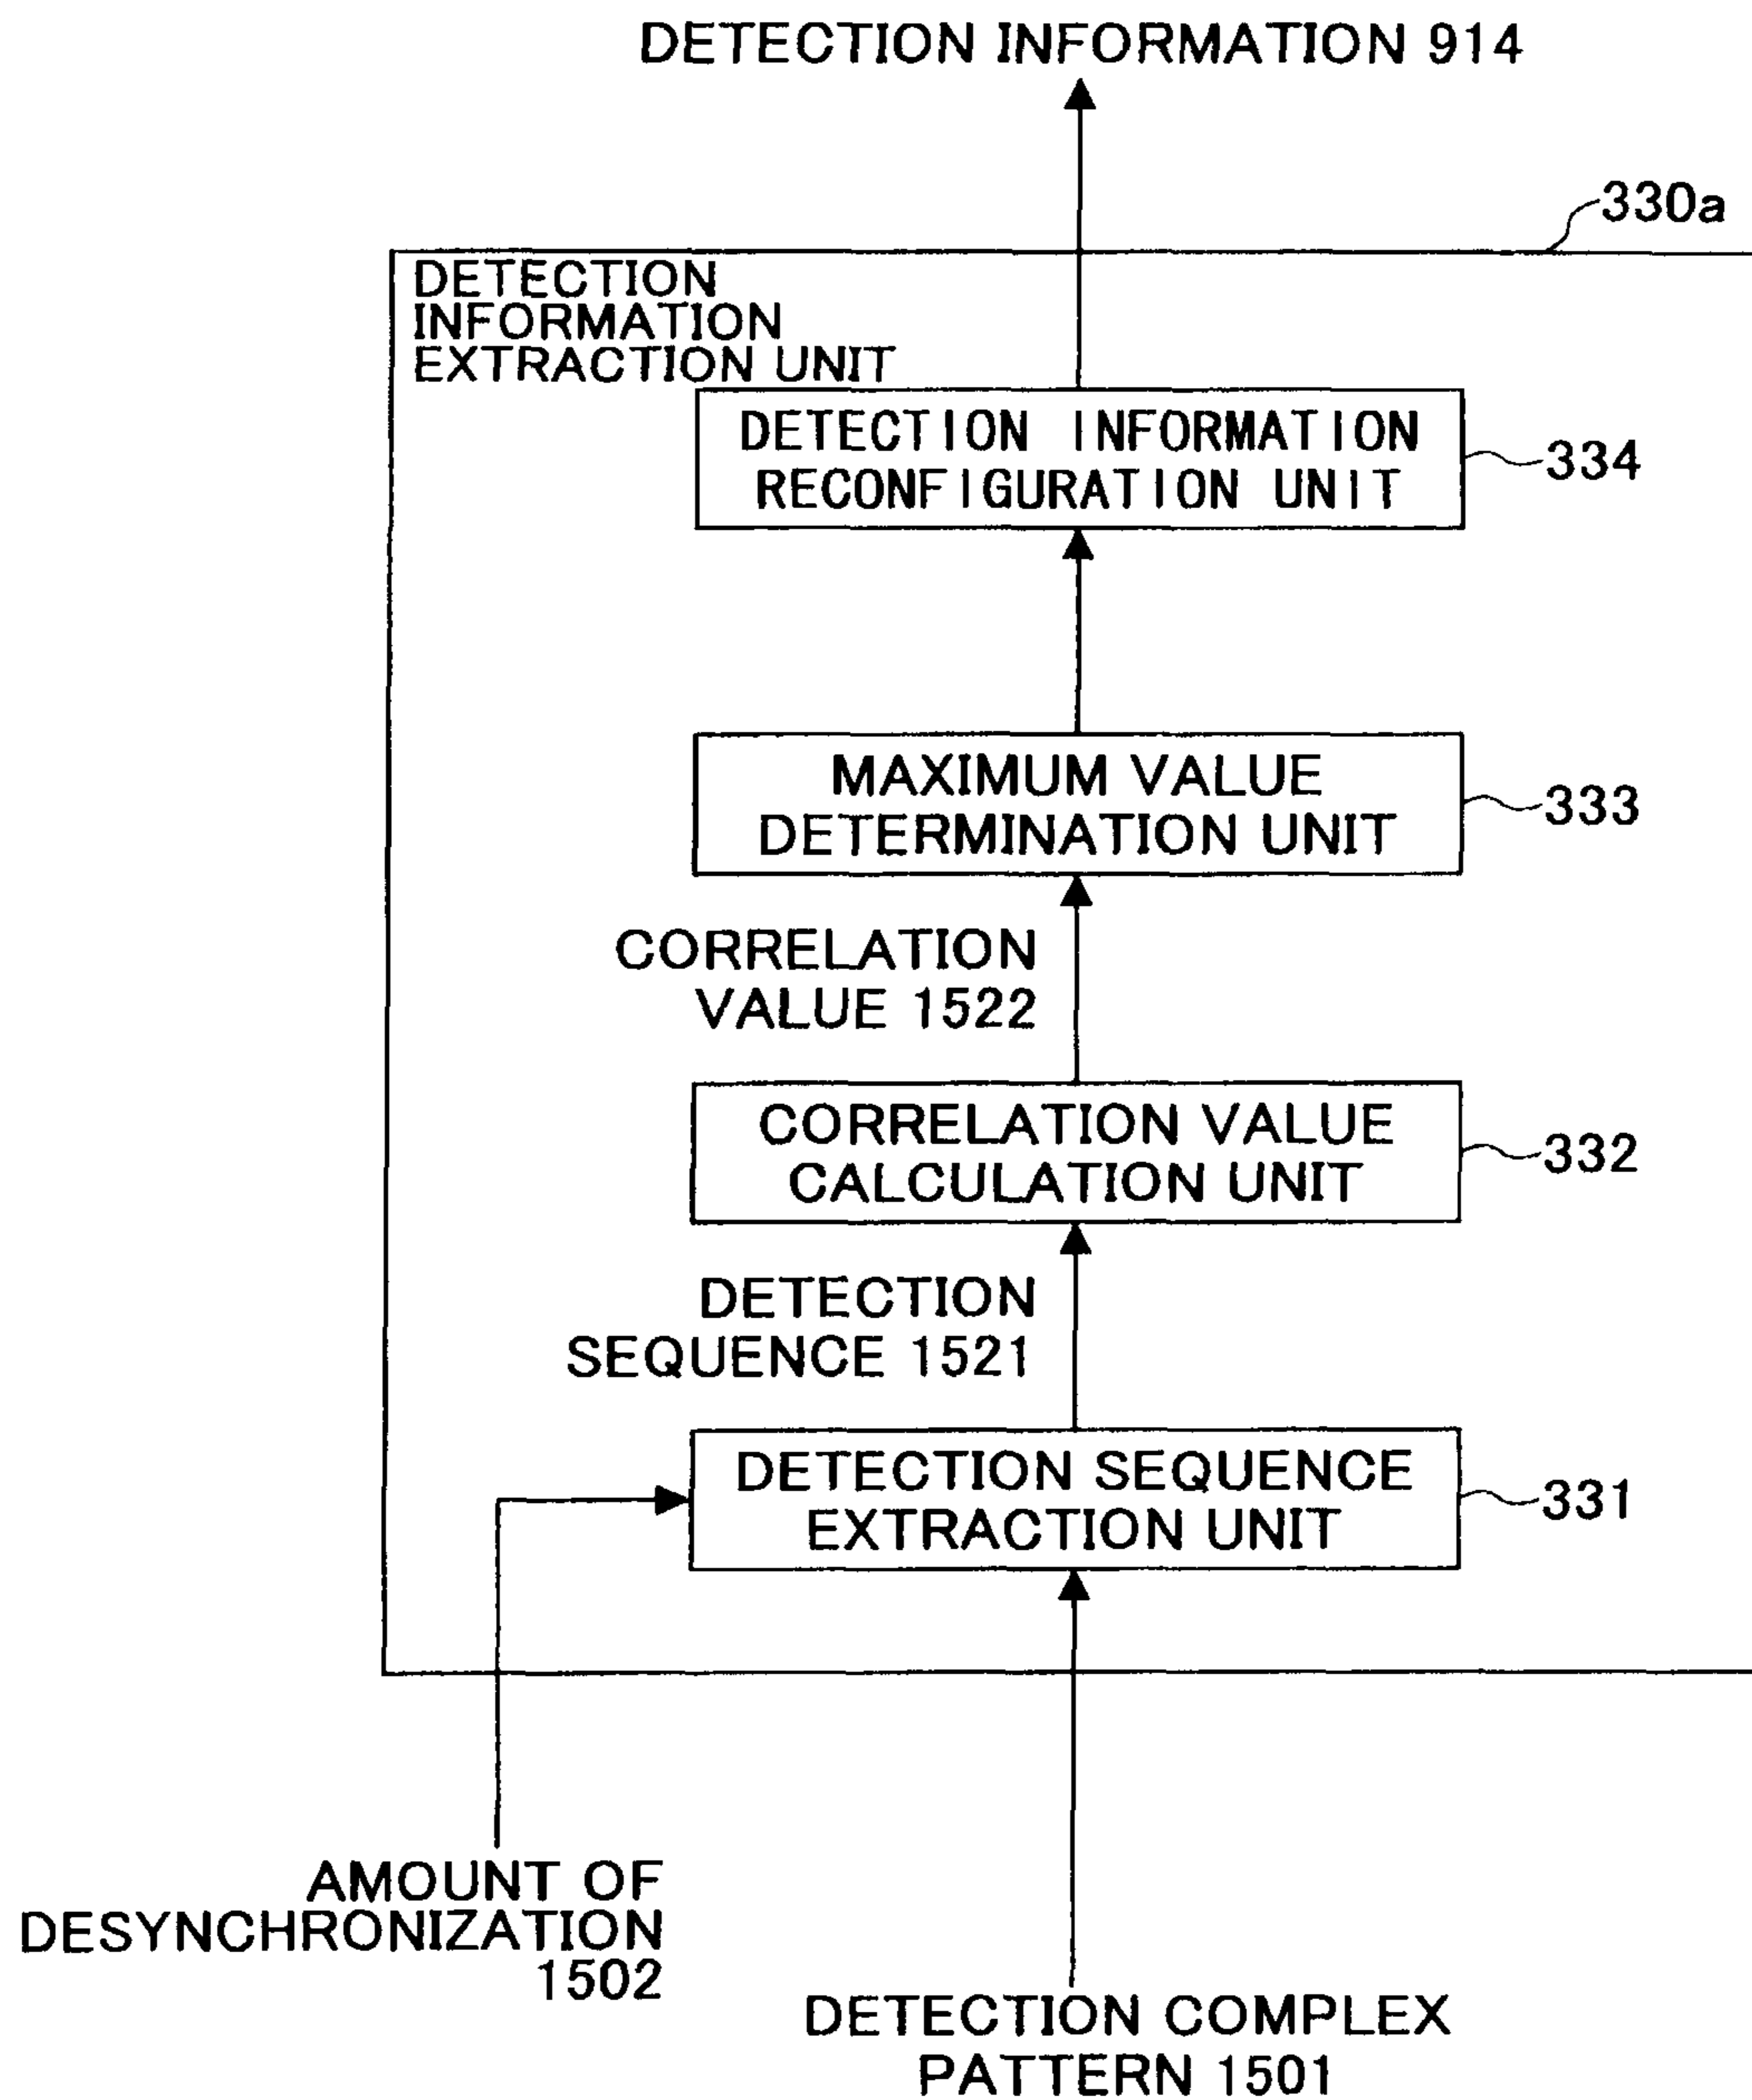 DETECTION INFORMATION 914
330a
DETECTION
INFORMATION
EXTRACTION UNIT
DETECTION INFORMATION
RECONFIGURATION UNIT
334
MAXIMUM VALUE
DETERMINATION UNIT
333
CORRELATION
VALUE 1522
CORRELATION VALUE
CALCULATION UNIT
332
DETECTION
SEQUENCE 1521
DETECTION SEQUENCE
EXTRACTION UNIT
331
AMOUNT OF
DESYNCHRONIZATION
1502
DETECTION COMPLEX
PATTERN 1501